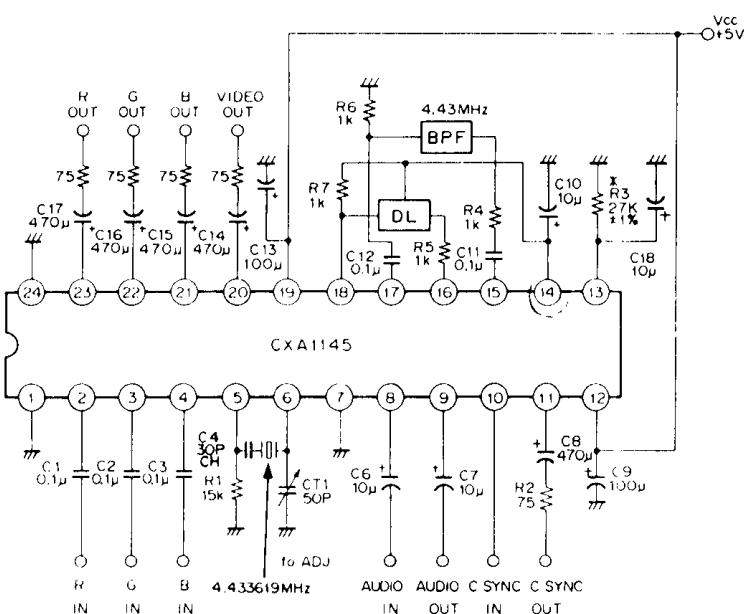 Vcc
+5V
R
OUT
G
OUT
B
OUT
VIDEO
OUT
R6
1k
4.43MHz
BPF
75
75
75
75
R7
1k
DL
R4
1k
C10
10μ
*
R3
27K
±1%
C17
470μ
C16
470μ
C15
470μ
C14
470μ
C13
100μ
C12
0.1μ
R5
1k
C11
0.1μ
C18
10μ
24
23
22
21
20
19
18
17
16
15
14
13
CXA1145
1
2
3
4
5
6
7
8
9
10
11
12
C1
0.1μ
C2
0.1μ
C3
0.1μ
C4
30P
CH
R1
15k
CT1
50P
C6
10μ
C7
10μ
C8
470μ
R2
75
C9
100μ
to ADJ
4.433619MHz
R
IN
G
IN
B
IN
AUDIO
IN
AUDIO
OUT
C SYNC
IN
C SYNC
OUT